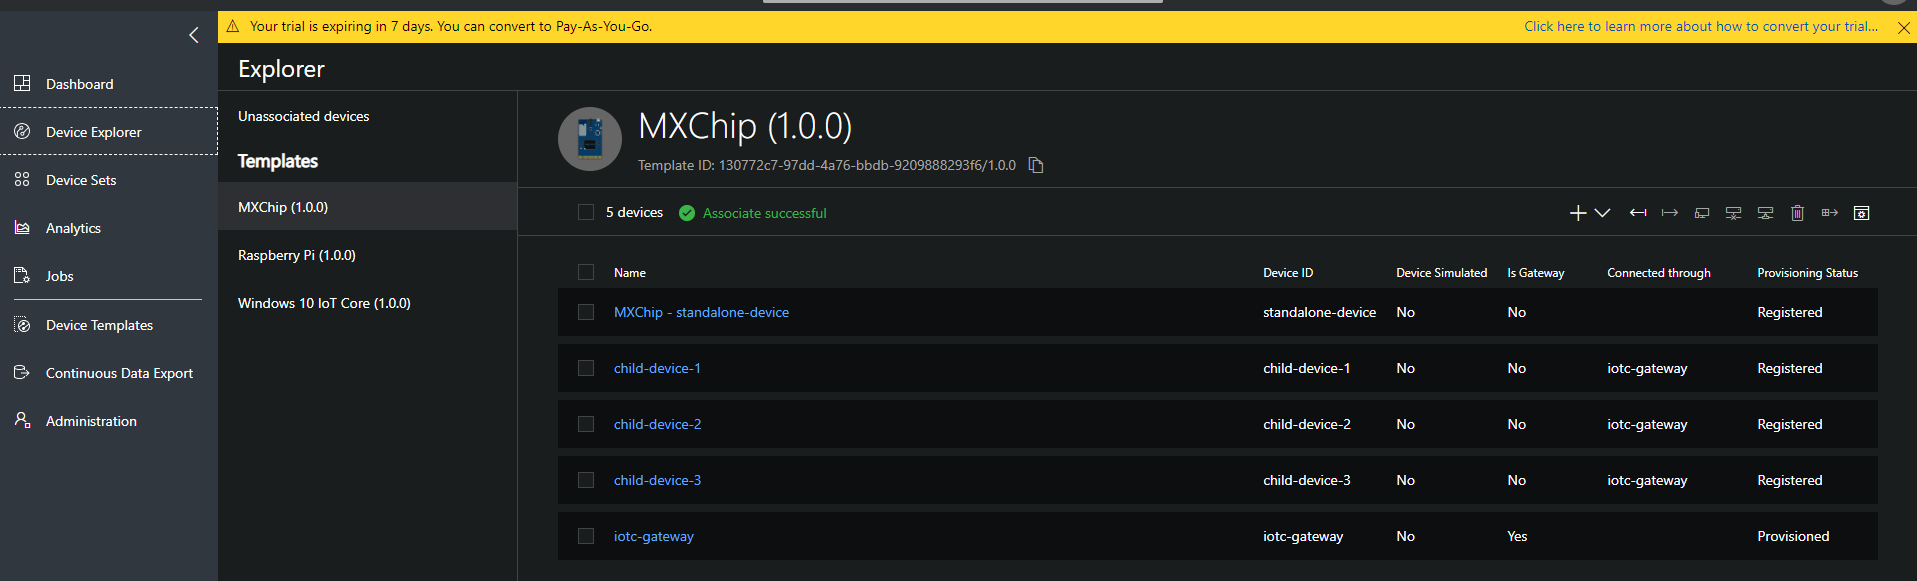 Your trial is expiring in 7 days. You can convert to Pay-As-You-Go.
Click here to learn more about how to convert your trial...
Dashboard
Device Explorer
Device Sets
Analytics
Jobs
Device Templates
Continuous Data Export
Administration
Explorer
Unassociated devices
Templates
MXChip (1.0.0)
Raspberry Pi (1.0.0)
Windows 10 IoT Core (1.0.0)
MXChip (1.0.0)
Template ID: 130772c7-97dd-4a76-bbdb-9209888293f6/1.0.0
5 devices Associate successful
Name Device ID Device Simulated Is Gateway Connected through Provisioning Status
MXChip - standalone-device standalone-device No No Registered
child-device-1 child-device-1 No No iotc-gateway Registered
child-device-2 child-device-2 No No iotc-gateway Registered
child-device-3 child-device-3 No No iotc-gateway Registered
iotc-gateway iotc-gateway No Yes Provisioned